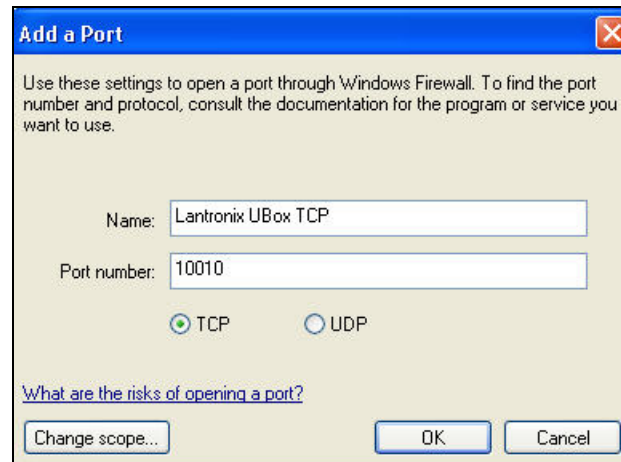 Add a Port
Use these settings to open a port through Windows Firewall. To find the port
number and protocol, consult the documentation for the program or service you
want to use.
Name: Lantronix UBox TCP
Port number: 10010
TCP UDP
What are the risks of opening a port?
Change scope... OK Cancel